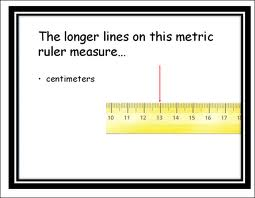 The longer lines on this metric
ruler measure...
• centimeters
10 11 12 13 14 15 16 17